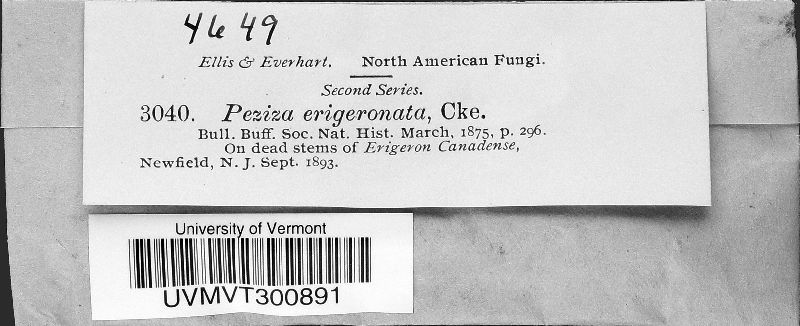 4649
Ellis & Everhart. North American Fungi.
Second Series.
3040. Peziza erigeronata, Cke.
Bull. Buff. Soc. Nat. Hist. March, 1875, p. 296.
On dead stems of Erigeron Canadense,
Newfield, N. J. Sept. 1893.
University of Vermont
UVMVT300891